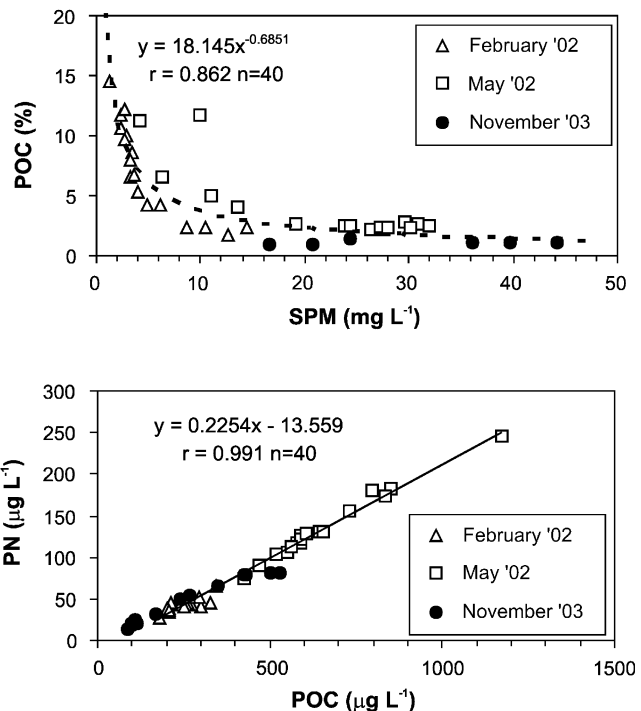 20
15
10
5
0
POC (%)
y = 18.145x^-0.6851
r = 0.862 n=40
February '02
May '02
November '03
0 10 20 30 40 50
SPM (mg L^-1)
300
250
200
150
100
50
0
PN (μg L^-1)
y = 0.2254x - 13.559
r = 0.991 n=40
February '02
May '02
November '03
0 500 1000 1500
POC (μg L^-1)